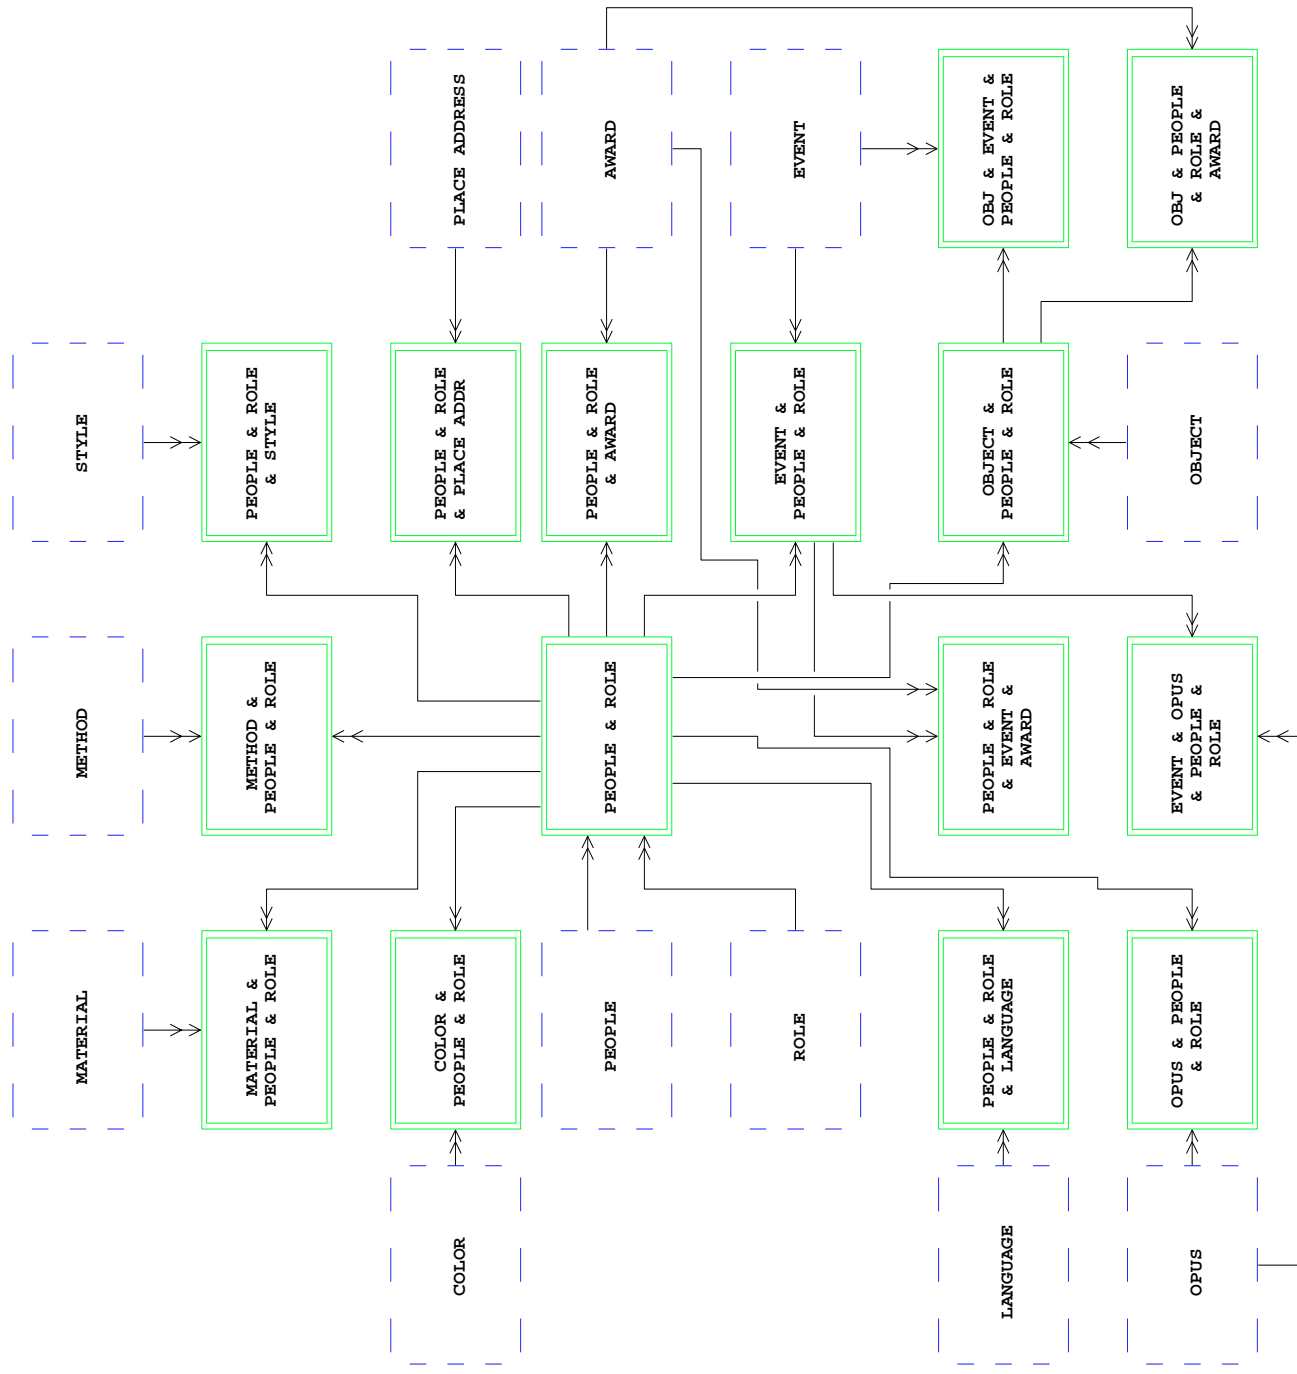 MATERIAL
METHOD
STYLE
MATERIAL &
PEOPLE & ROLE
METHOD &
PEOPLE & ROLE
PEOPLE & ROLE
& STYLE
COLOR
COLOR &
PEOPLE & ROLE
PEOPLE & ROLE
& PLACE ADDR
PLACE ADDRESS
PEOPLE
PEOPLE & ROLE
PEOPLE & ROLE
& AWARD
AWARD
ROLE
EVENT &
PEOPLE & ROLE
EVENT
LANGUAGE
PEOPLE & ROLE
& LANGUAGE
PEOPLE & ROLE
& EVENT &
AWARD
OBJECT &
PEOPLE & ROLE
OBJ & EVENT &
PEOPLE & ROLE
OPUS
OPUS & PEOPLE
& ROLE
EVENT & OPUS
& PEOPLE &
ROLE
OBJECT
OBJ & PEOPLE
& ROLE &
AWARD